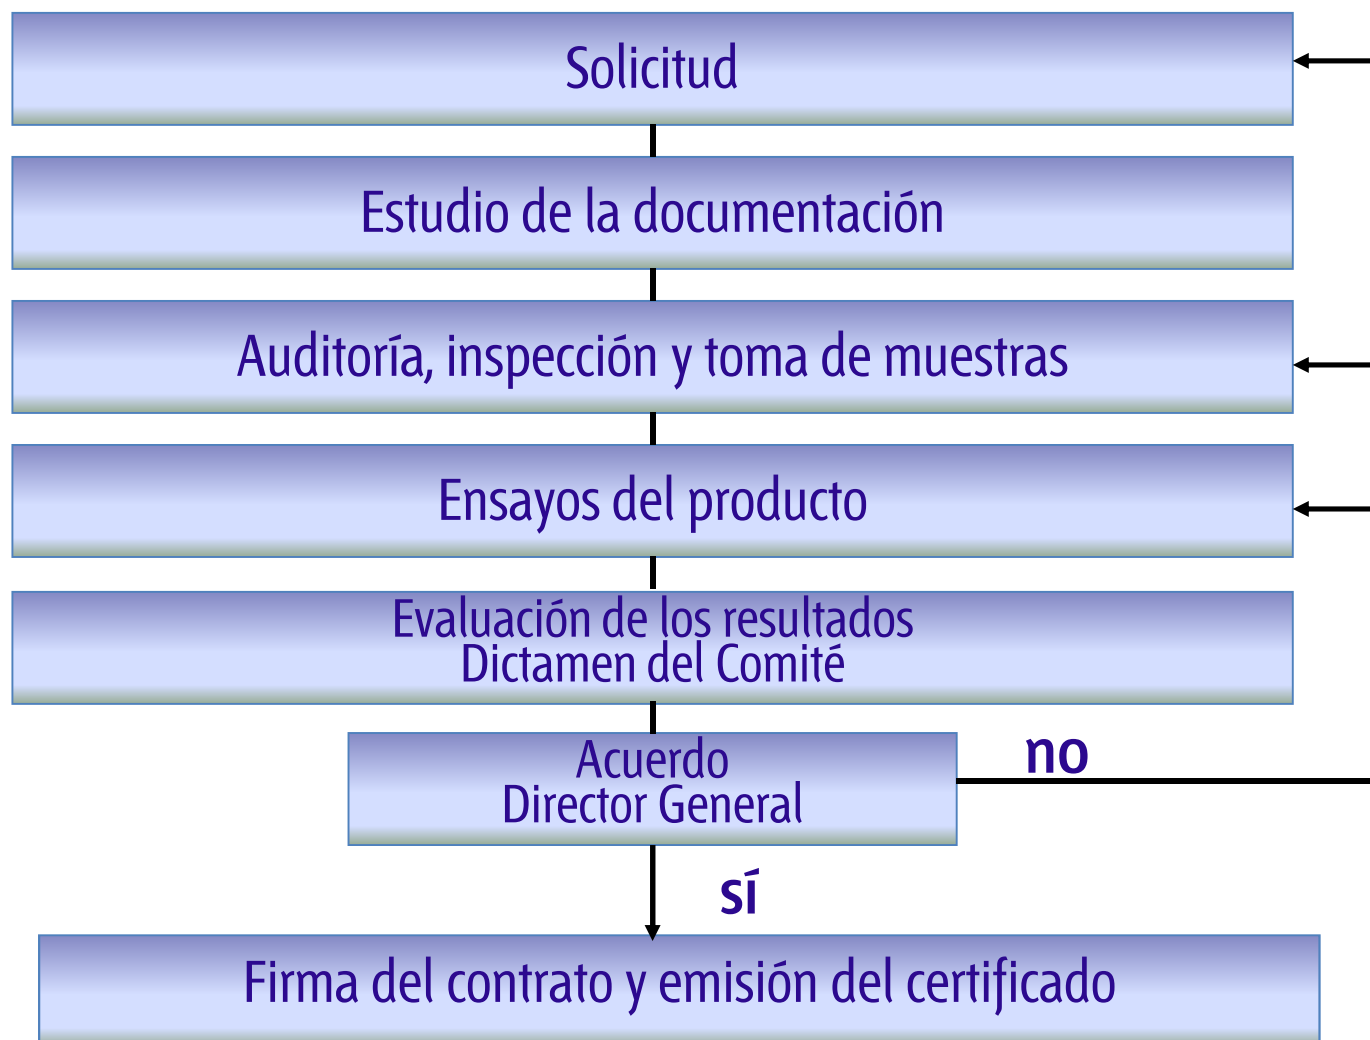 Solicitud
Estudio de la documentación
Auditoría, inspección y toma de muestras
Ensayos del producto
Evaluación de los resultados
Dictamen del Comité
Acuerdo
Director General
no
sí
Firma del contrato y emisión del certificado